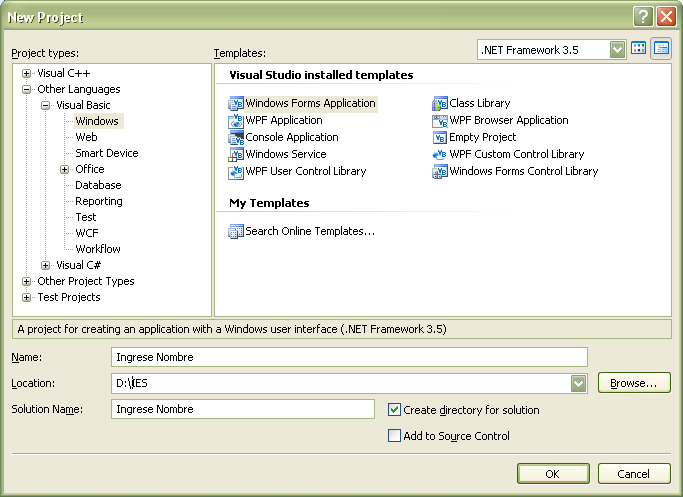 New Project
Project types:
Templates:
.NET Framework 3.5
Visual C++
Other Languages
Visual Basic
Windows
Web
Smart Device
Office
Database
Reporting
Test
WCF
Workflow
Visual C#
Other Project Types
Test Projects
Visual Studio installed templates
Windows Forms Application
Class Library
WPF Application
WPF Browser Application
Console Application
Empty Project
Windows Service
WPF Custom Control Library
WPF User Control Library
Windows Forms Control Library
My Templates
Search Online Templates...
A project for creating an application with a Windows user interface (.NET Framework 3.5)
Name: Ingrese Nombre
Location: D:\IES Browse...
Solution Name: Ingrese Nombre Create directory for solution
Add to Source Control
OK Cancel